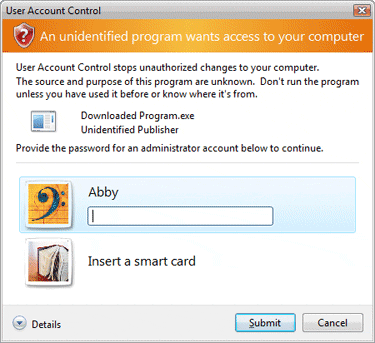 User Account Control
An unidentified program wants access to your computer
User Account Control stops unauthorized changes to your computer.
The source and purpose of this program are unknown.  Don't run the program
unless you have used it before or know where it's from.
Downloaded Program.exe
Unidentified Publisher
Provide the password for an administrator account below to continue.
Abby
Insert a smart card
Details
Submit
Cancel